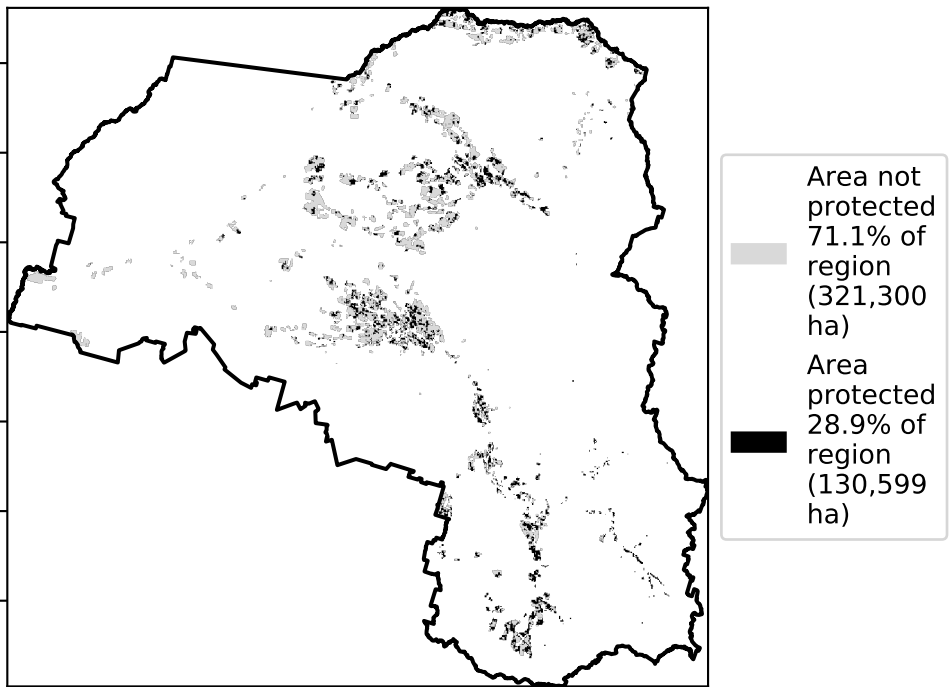 Area not
protected
71.1% of
region
(321,300
ha)
Area
protected
28.9% of
region
(130,599
ha)